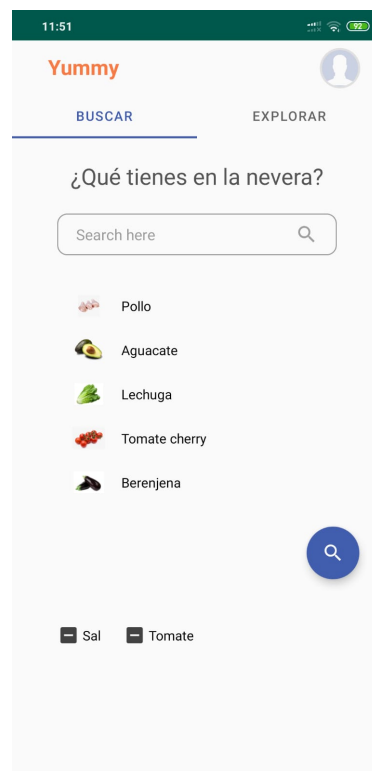 11:51 92
Yummy
BUSCAR EXPLORAR
¿Qué tienes en la nevera?
Search here
Pollo
Aguacate
Lechuga
Tomate cherry
Berenjena
Sal Tomate